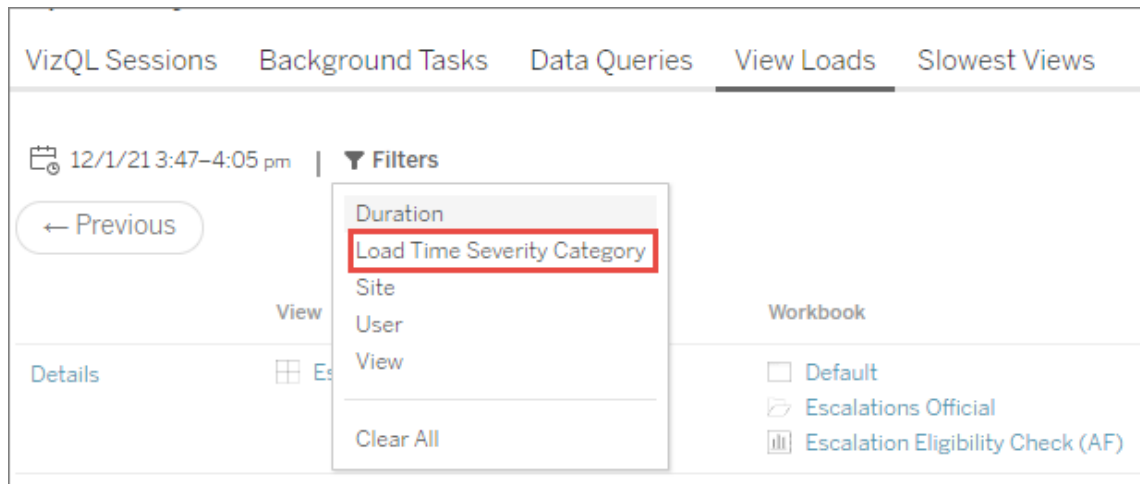 VizQL Sessions Background Tasks Data Queries View Loads Slowest Views
12/1/21 3:47–4:05 pm | Filters
← Previous
Duration
Load Time Severity Category
Site
User
View
Clear All
View Workbook
Details Es Default
Escalations Official
Escalation Eligibility Check (AF)